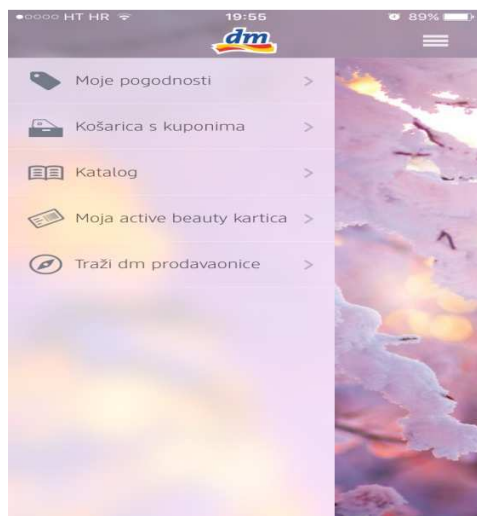 HT HR 19:55 89%
dm
Moje pogodnosti
Košarica s kuponima
Katalog
Moja active beauty kartica
Traži dm prodavaonice